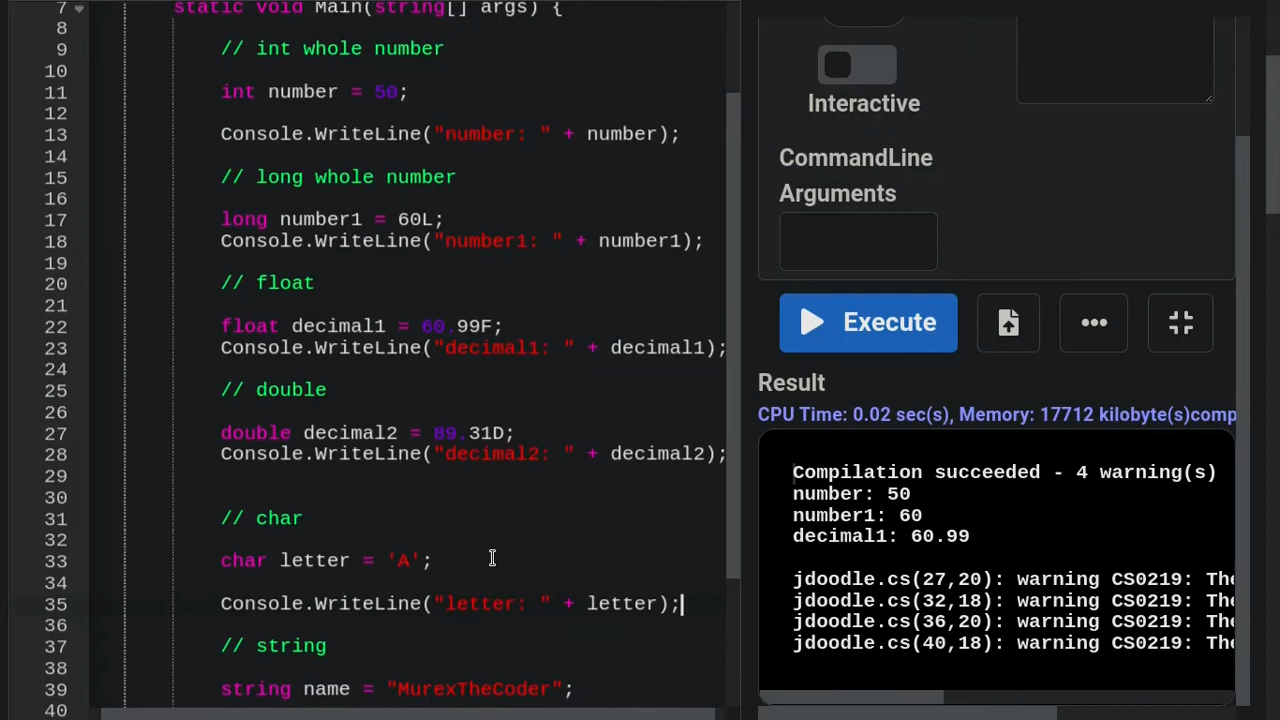 7 static void Main(string[] args) {
8
9 // int whole number
10
11 int number = 50;
12
13 Console.WriteLine("number: " + number);
14
15 // long whole number
16
17 long number1 = 60L;
18 Console.WriteLine("number1: " + number1);
19
20 // float
21
22 float decimal1 = 60.99F;
23 Console.WriteLine("decimal1: " + decimal1);
24
25 // double
26
27 double decimal2 = 89.31D;
28 Console.WriteLine("decimal2: " + decimal2);
29
30
31 // char
32
33 char letter = 'A';
34
35 Console.WriteLine("letter: " + letter);
36
37 // string
38
39 string name = "MurexTheCoder";
40
Interactive
CommandLine
Arguments
Execute
Result
CPU Time: 0.02 sec(s), Memory: 17712 kilobyte(s)comp
Compilation succeeded - 4 warning(s)
number: 50
number1: 60
decimal1: 60.99
jdoodle.cs(27,20): warning CS0219: The
jdoodle.cs(32,18): warning CS0219: The
jdoodle.cs(36,20): warning CS0219: The
jdoodle.cs(40,18): warning CS0219: The